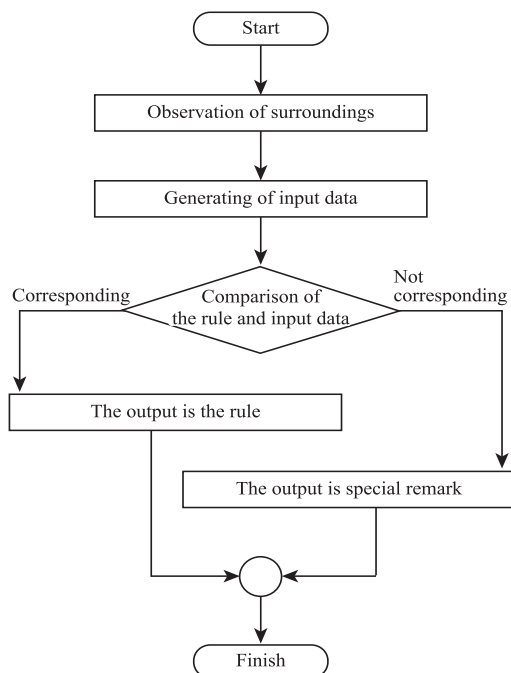 Start
Observation of surroundings
Generating of input data
Corresponding
Comparison of
the rule and input data
Not
corresponding
The output is the rule
The output is special remark
Finish